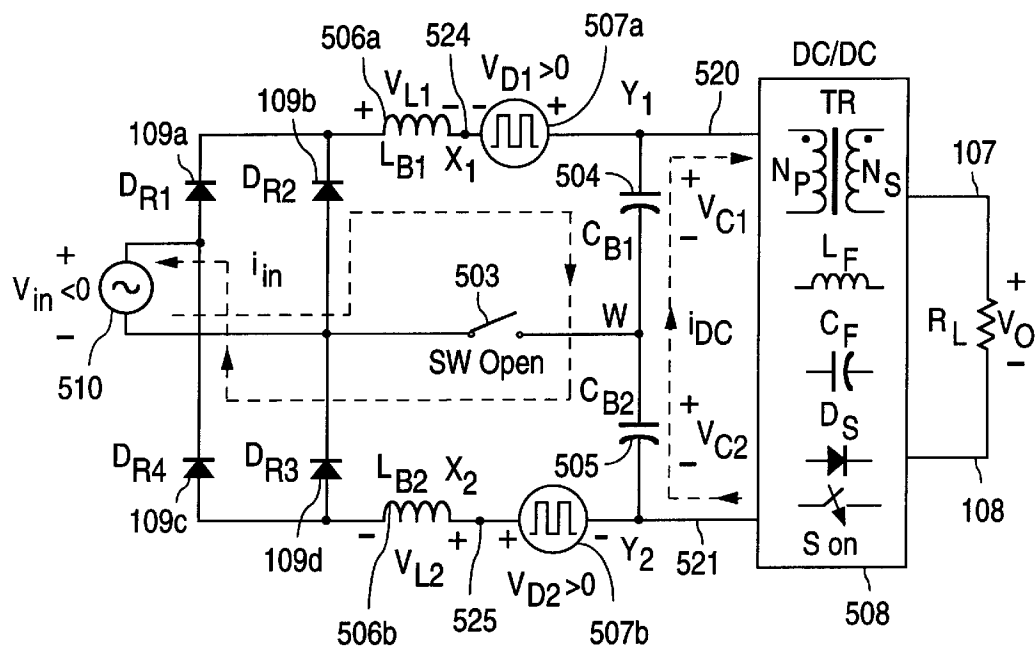 506a
524
507a
V_L1
V_D1>0
DC/DC
109b
+
-
-
+
Y_1
520
109a
L_B1
X_1
TR
D_R1
D_R2
504
+
V_C1
-
N_P
N_S
107
C_B1
+
V_in<0
-
i_in
503
W
i_DC
L_F
SW Open
R_L
+
V_O
-
510
C_B2
C_F
+
V_C2
-
D_R4
D_R3
L_B2
X_2
505
D_S
109c
-
+
+
-
Y_2
108
109d
V_L2
V_D2>0
521
S on
506b
525
507b
508